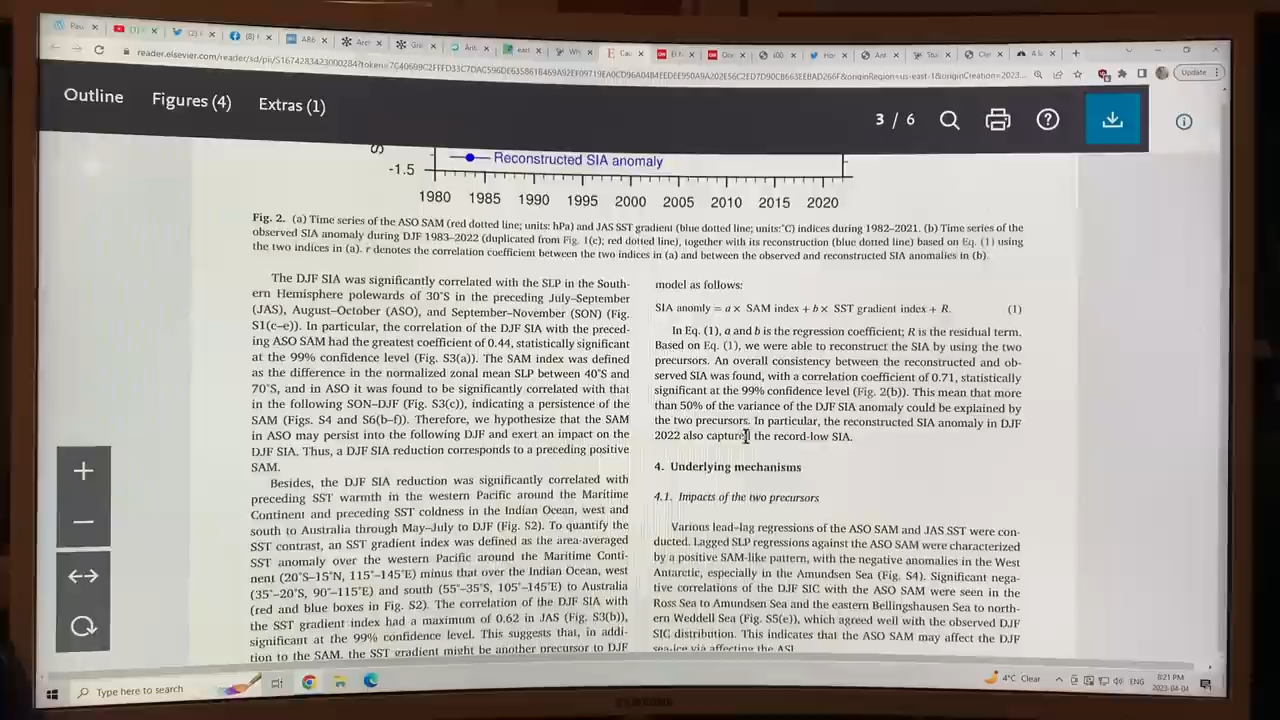 Pau
(1)
(2)
(8)
AR6
Arc
Gre
Ant
eart
Wh
Cau
El N
Oce
Hov
Ant
Clin
4 S
reader.elsevier.com/reader/sd/pii/S1674283423000284?token=
Update
Outline
Figures (4)
Extras (1)
3 / 6
-1.5
Reconstructed SIA anomaly
1980 1985 1990 1995 2000 2005 2010 2015 2020
Fig. 2. (a) Time series of the ASO SAM (red dotted line; units: hPa) and JAS SST gradient (blue dotted line; units:°C) indices during 1982–2021. (b) Time series of the
observed SIA anomaly during DJF 1983–2022 (duplicated from Fig. 1(c); red dotted line), together with its reconstruction (blue dotted line) based on Eq. (1) using
the two indices in (a). r denotes the correlation coefficient between the two indices in (a) and between the observed and reconstructed SIA anomalies in (b).
The DJF SIA was significantly correlated with the SLP in the South-
ern Hemisphere polewards of 30°S in the preceding July–September
(JAS), August–October (ASO), and September–November (SON) (Fig.
S1(c–e)). In particular, the correlation of the DJF SIA with the preced-
ing ASO SAM had the greatest coefficient of 0.44, statistically significant
at the 99% confidence level (Fig. S3(a)). The SAM index was defined
as the difference in the normalized zonal mean SLP between 40°S and
70°S, and in ASO it was found to be significantly correlated with that
in the following SON–DJF (Fig. S3(c)), indicating a persistence of the
SAM (Figs. S4 and S6(b–f)). Therefore, we hypothesize that the SAM
in ASO may persist into the following DJF and exert an impact on the
DJF SIA. Thus, a DJF SIA reduction corresponds to a preceding positive
SAM.
Besides, the DJF SIA reduction was significantly correlated with
preceding SST warmth in the western Pacific around the Maritime
Continent and preceding SST coldness in the Indian Ocean, west and
south to Australia through May–July to DJF (Fig. S2). To quantify the
SST contrast, an SST gradient index was defined as the area-averaged
SST anomaly over the western Pacific around the Maritime Conti-
nent (20°S–15°N, 115°–145°E) minus that over the Indian Ocean, west
(35°–20°S, 90°–115°E) and south (55°–35°S, 105°–145°E) to Australia
(red and blue boxes in Fig. S2). The correlation of the DJF SIA with
the SST gradient index had a maximum of 0.62 in JAS (Fig. S3(b)),
significant at the 99% confidence level. This suggests that, in addi-
tion to the SAM, the SST gradient might be another precursor to DJF
model as follows:
SIA anomly = a × SAM index + b × SST gradient index + R. (1)
In Eq. (1), a and b is the regression coefficient; R is the residual term.
Based on Eq. (1), we were able to reconstruct the SIA by using the two
precursors. An overall consistency between the reconstructed and ob-
served SIA was found, with a correlation coefficient of 0.71, statistically
significant at the 99% confidence level (Fig. 2(b)). This mean that more
than 50% of the variance of the DJF SIA anomaly could be explained by
the two precursors. In particular, the reconstructed SIA anomaly in DJF
2022 also captured the record-low SIA.
4. Underlying mechanisms
4.1. Impacts of the two precursors
Various lead–lag regressions of the ASO SAM and JAS SST were con-
ducted. Lagged SLP regressions against the ASO SAM were characterized
by a positive SAM-like pattern, with the negative anomalies in the West
Antarctic, especially in the Amundsen Sea (Fig. S4). Significant nega-
tive correlations of the DJF SIC with the ASO SAM were seen in the
Ross Sea to Amundsen Sea and the eastern Bellingshausen Sea to north-
ern Weddell Sea (Fig. S5(e)), which agreed well with the observed DJF
SIC distribution. This indicates that the ASO SAM may affect the DJF
sea-ice via affecting the ASL
Type here to search
4°C Clear
ENG
8:21 PM
2023-04-04
SAMSUNG